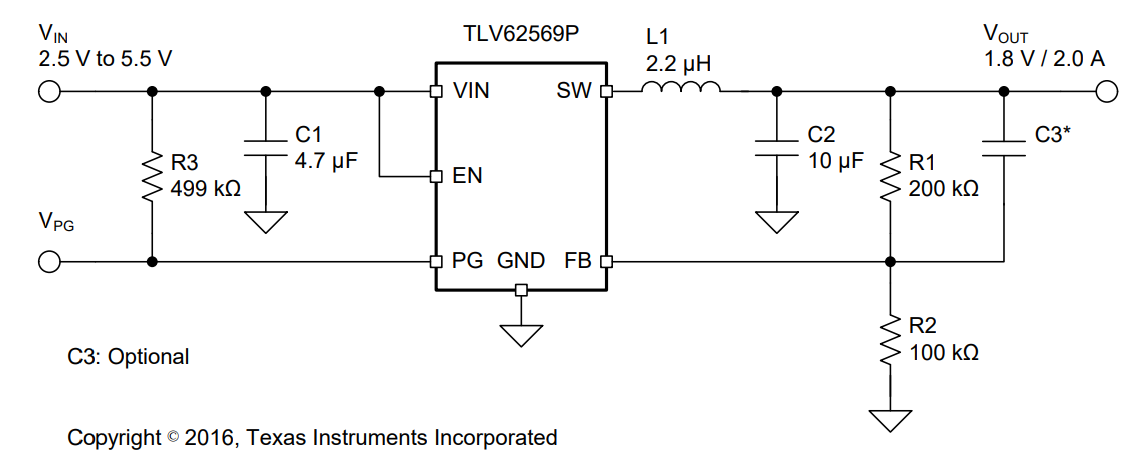 VIN
2.5 V to 5.5 V
TLV62569P
L1
2.2 µH
VOUT
1.8 V / 2.0 A
VIN
SW
C1
4.7 µF
C2
10 µF
C3*
R3
499 kΩ
EN
R1
200 kΩ
VPG
PG GND FB
R2
100 kΩ
C3: Optional
Copyright © 2016, Texas Instruments Incorporated